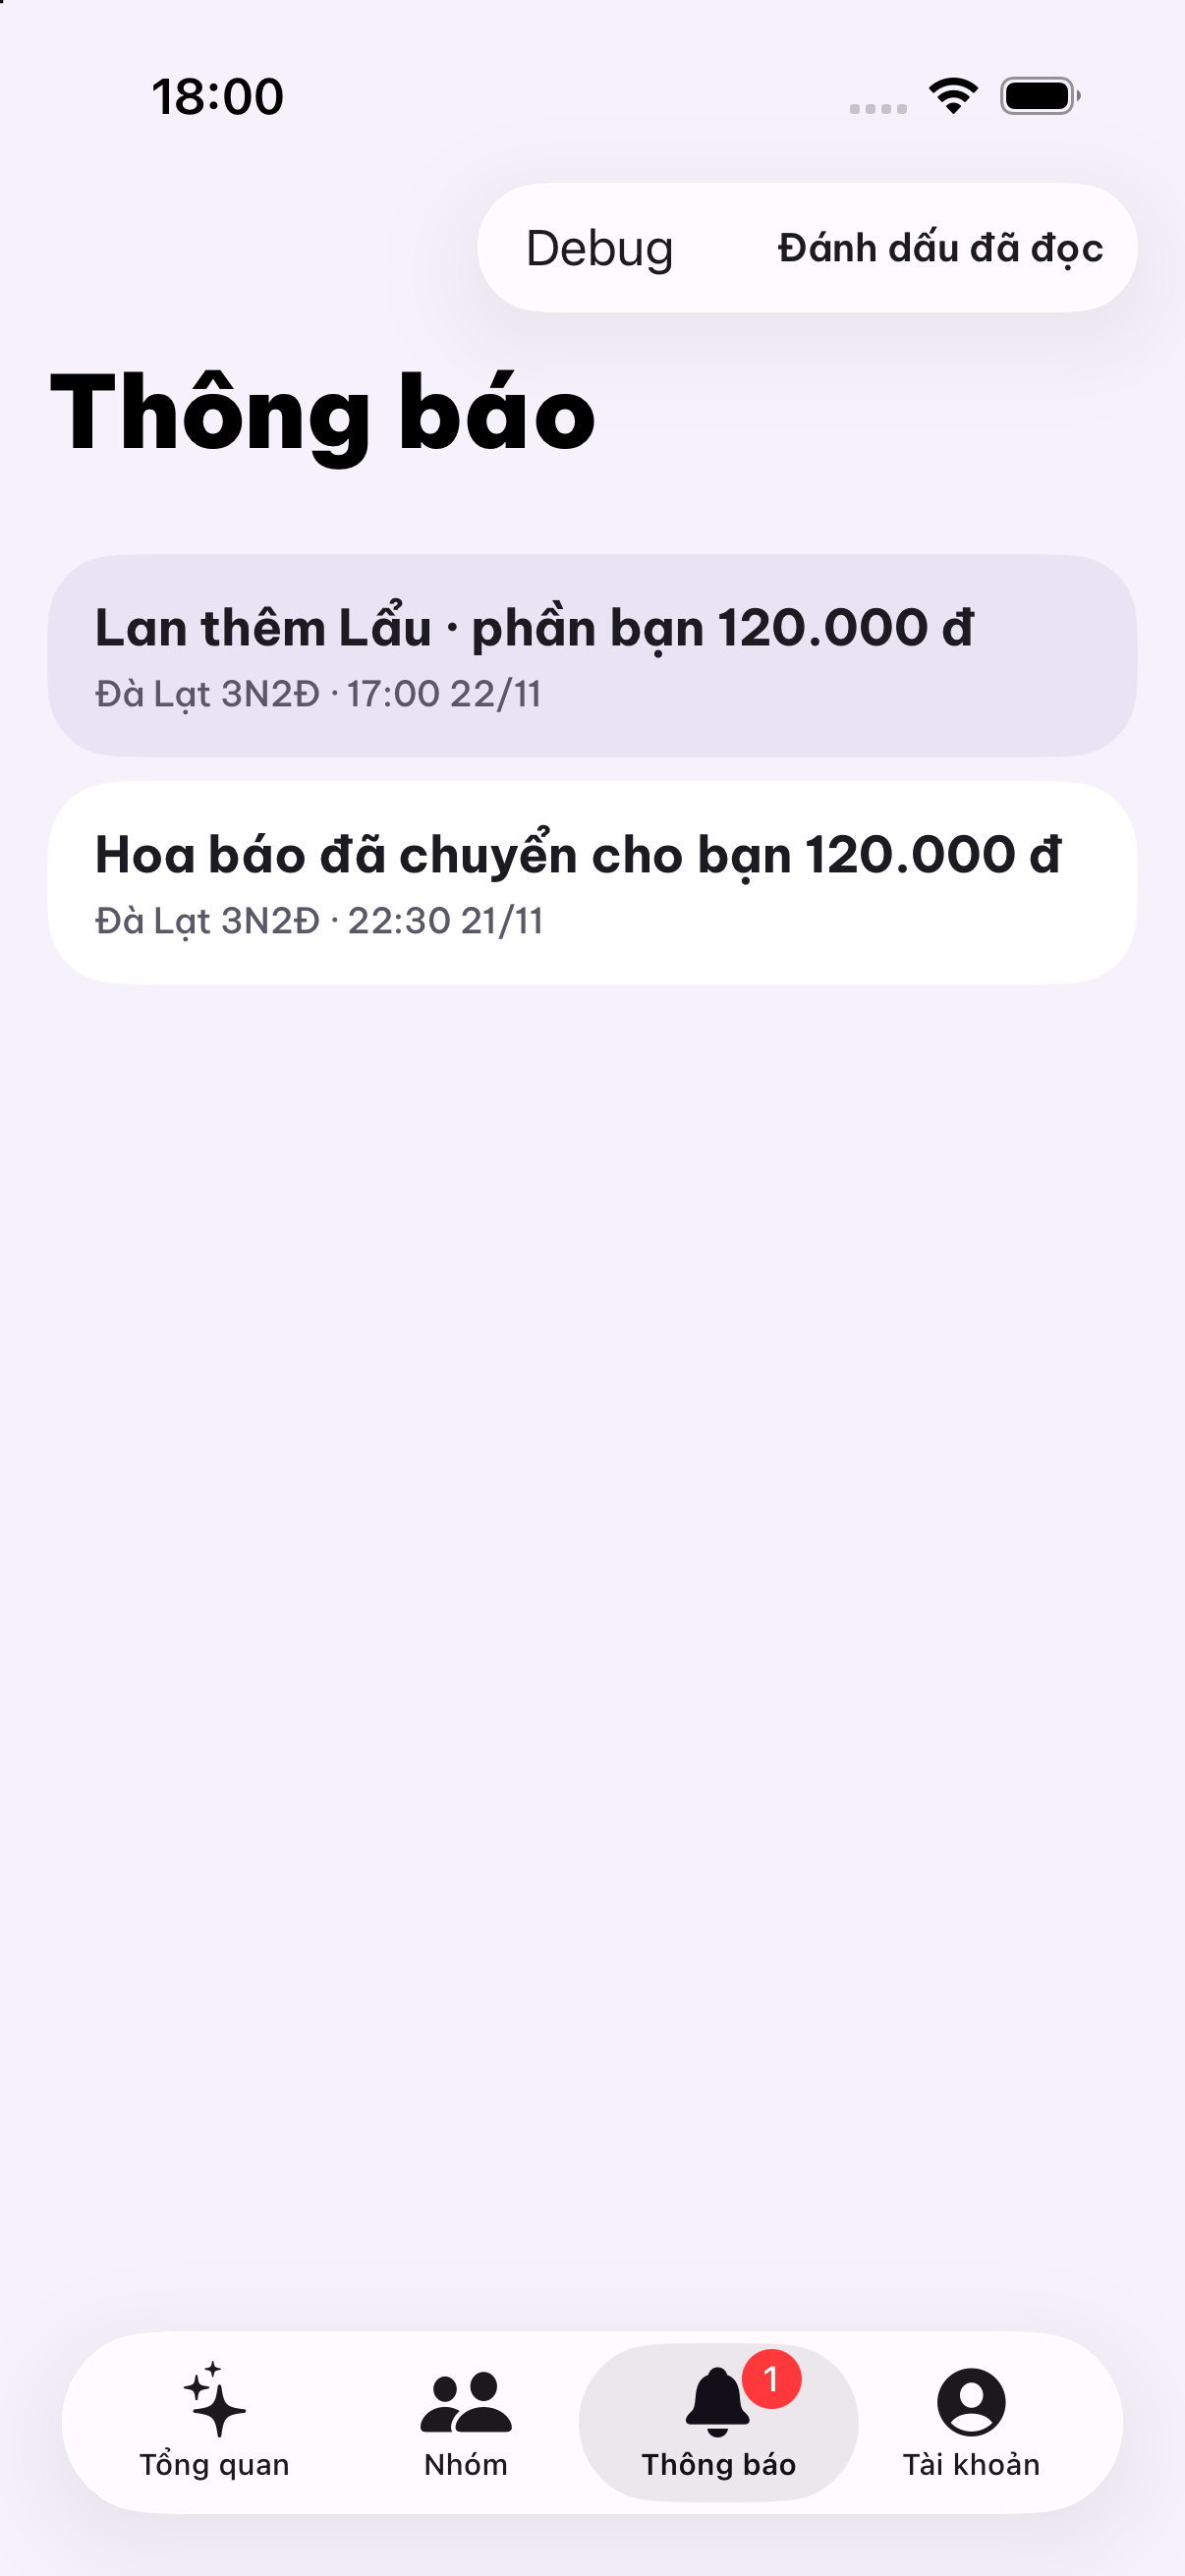 18:00
Debug
Đánh dấu đã đọc
Thông báo
Lan thêm Lẩu · phần bạn 120.000 đ
Đà Lạt 3N2Đ · 17:00 22/11
Hoa báo đã chuyển cho bạn 120.000 đ
Đà Lạt 3N2Đ · 22:30 21/11
1
Tổng quan
Nhóm
Thông báo
Tài khoản